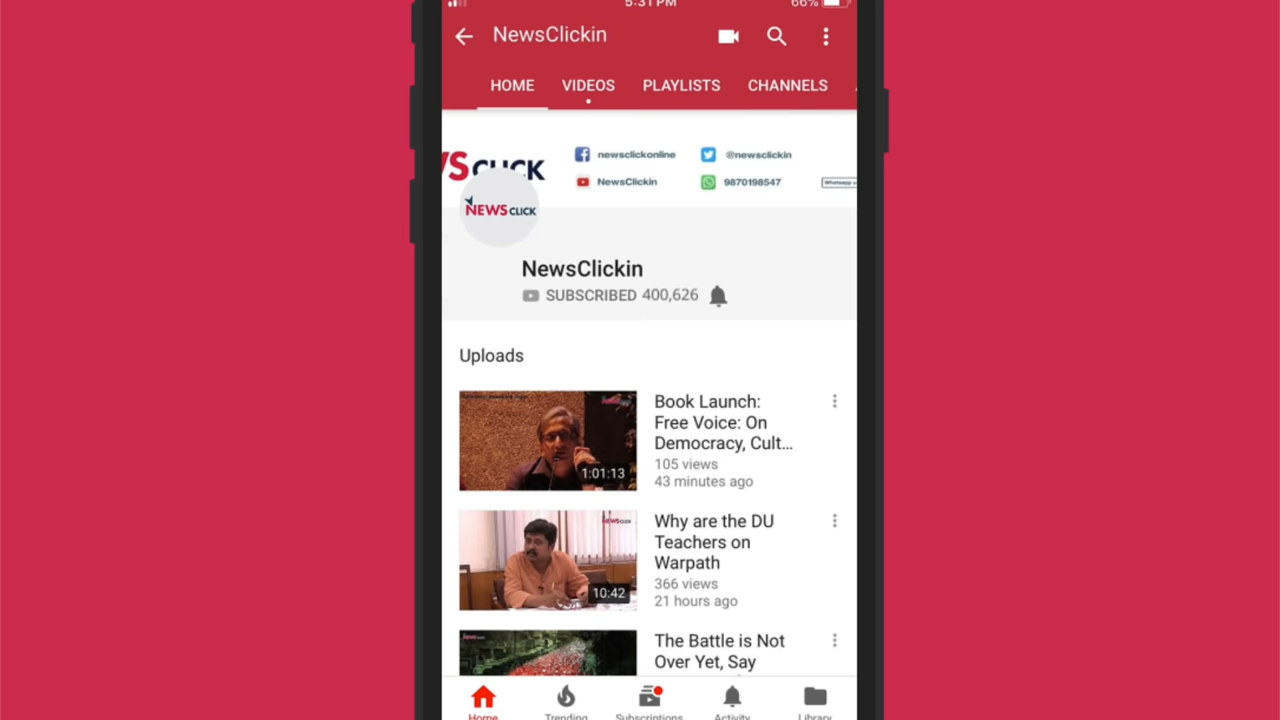 5:31 PM
66%
NewsClickin
HOME VIDEOS PLAYLISTS CHANNELS
CLICK
newsclickonline @newsclickin
NewsClickin 9870198547
Whatsapp
NEWS CLICK
NewsClickin
SUBSCRIBED 400,626
Uploads
Book Launch:
Free Voice: On
Democracy, Cult...
105 views
43 minutes ago
1:01:13
Why are the DU
Teachers on
Warpath
366 views
21 hours ago
NEWSCLICK
10:42
The Battle is Not
Over Yet, Say
Home Trending Subscriptions Activity Library